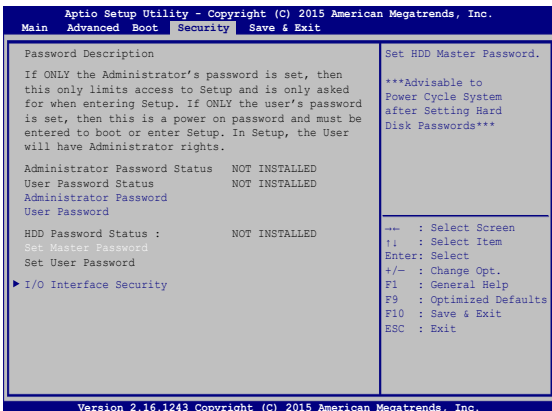 Aptio Setup Utility - Copyright (C) 2015 American Megatrends, Inc.
Main Advanced Boot Security Save & Exit
Password Description
If ONLY the Administrator's password is set, then
this only limits access to Setup and is only asked
for when entering Setup. If ONLY the user's password
is set, then this is a power on password and must be
entered to boot or enter Setup. In Setup, the User
will have Administrator rights.
Administrator Password Status NOT INSTALLED
User Password Status NOT INSTALLED
Administrator Password
User Password
HDD Password Status : NOT INSTALLED
Set Master Password
Set User Password
I/O Interface Security
Set HDD Master Password.
***Advisable to
Power Cycle System
after Setting Hard
Disk Passwords***
→← : Select Screen
↑↓ : Select Item
Enter: Select
+/— : Change Opt.
F1 : General Help
F9 : Optimized Defaults
F10 : Save & Exit
ESC : Exit
Version 2.16.1243 Copyright (C) 2015 American Megatrends, Inc.